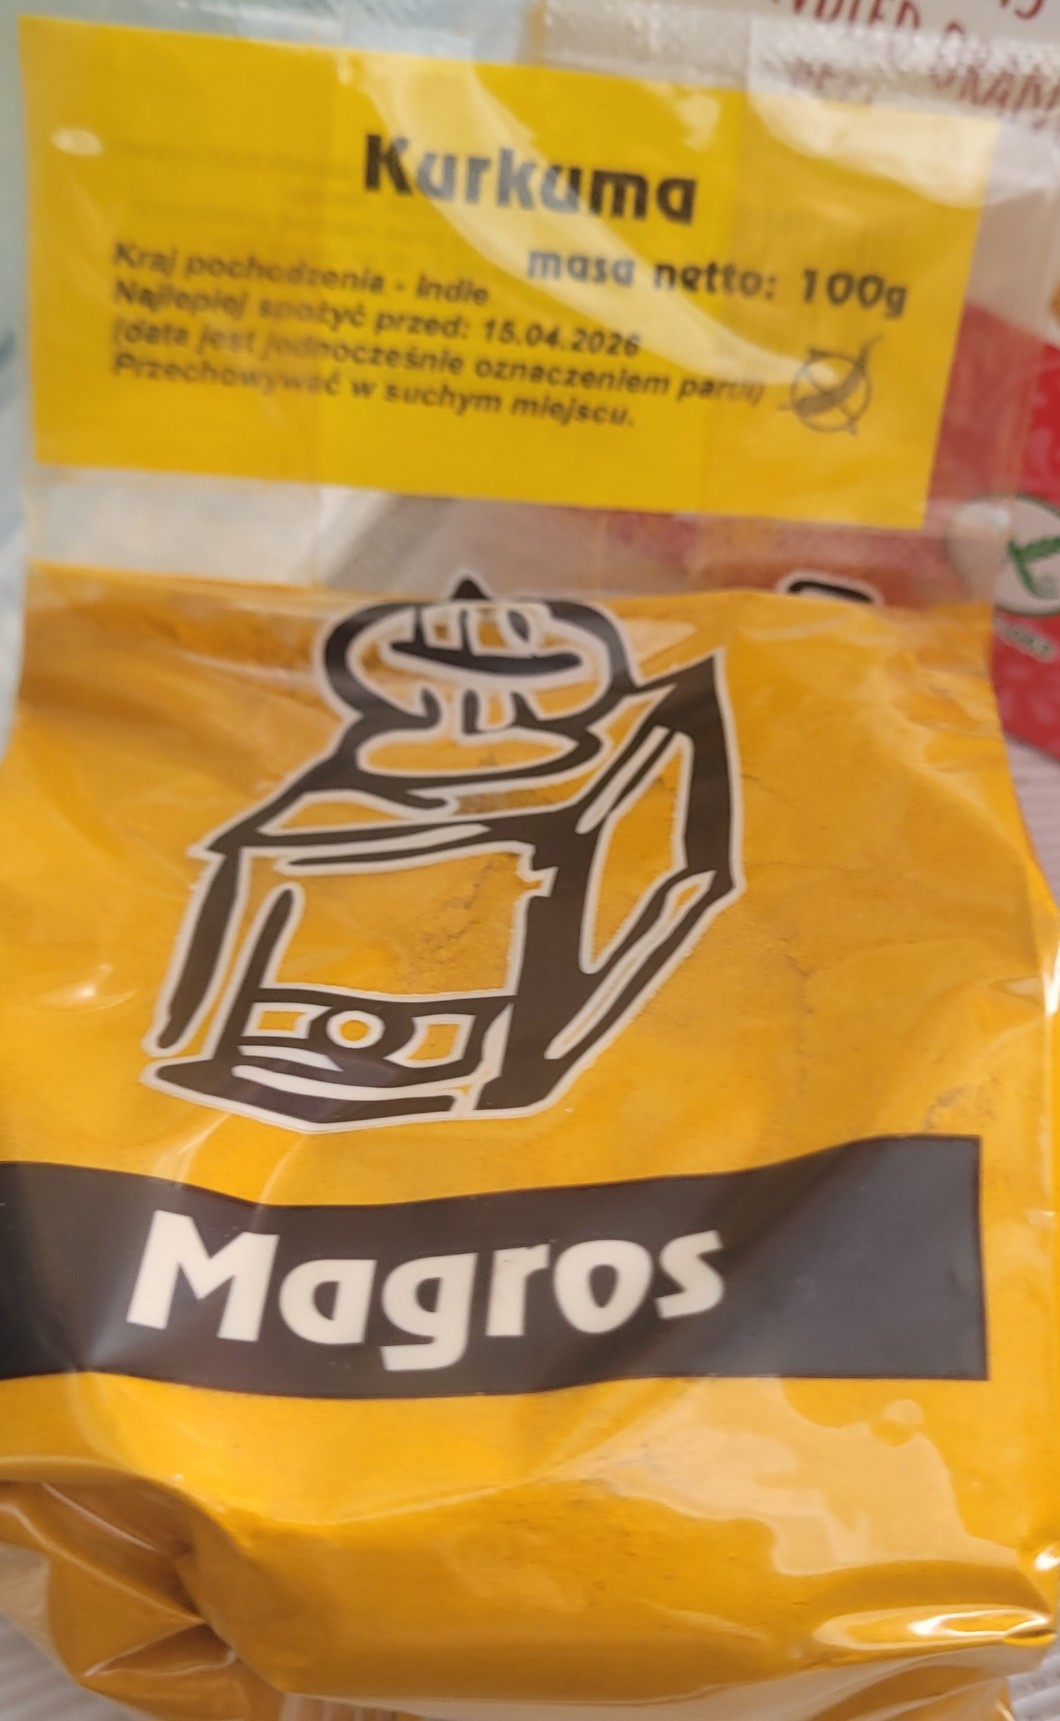 Kurkuma
masa netto: 100g
Kraj pochodzenia - Indie
Najlepiej spożyć przed: 15.04.2026
(data jest jednocześnie oznaczeniem partii)
Przechowywać w suchym miejscu.
Magros